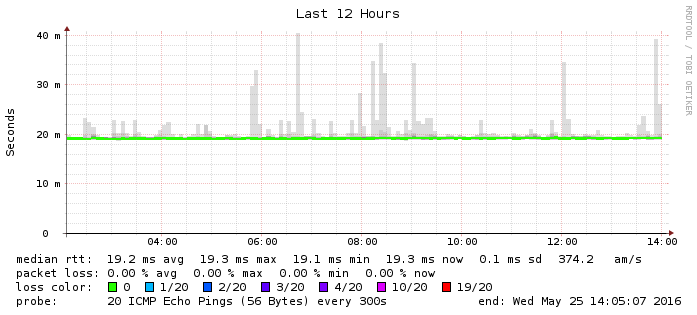 Last 12 Hours
RRDTOOL / TOBI OETIKER
Seconds
40 m
30 m
20 m
10 m
0
04:00 06:00 08:00 10:00 12:00 14:00
median rtt: 19.2 ms avg 19.3 ms max 19.1 ms min 19.3 ms now 0.1 ms sd 374.2 am/s
packet loss: 0.00 % avg 0.00 % max 0.00 % min 0.00 % now
loss color: 0 1/20 2/20 3/20 4/20 10/20 19/20
probe: 20 ICMP Echo Pings (56 Bytes) every 300s end: Wed May 25 14:05:07 2016